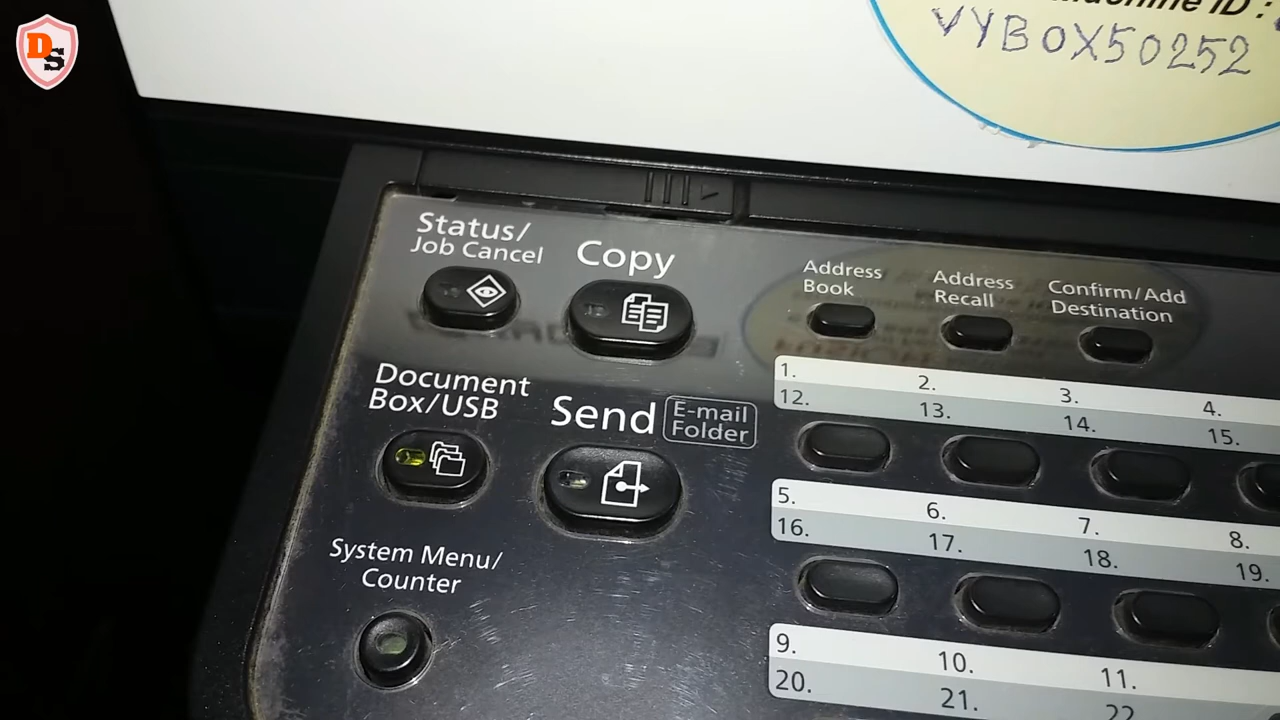 DS
Machine ID :
VYBOX50252
Status/
Job Cancel
Copy
Address
Book
Address
Recall
Confirm/Add
Destination
Document
Box/USB
Send
E-mail
Folder
1. 2. 3. 4.
12. 13. 14. 15.
5. 6. 7. 8.
16. 17. 18. 19.
System Menu/
Counter
9. 10. 11.
20. 21. 22